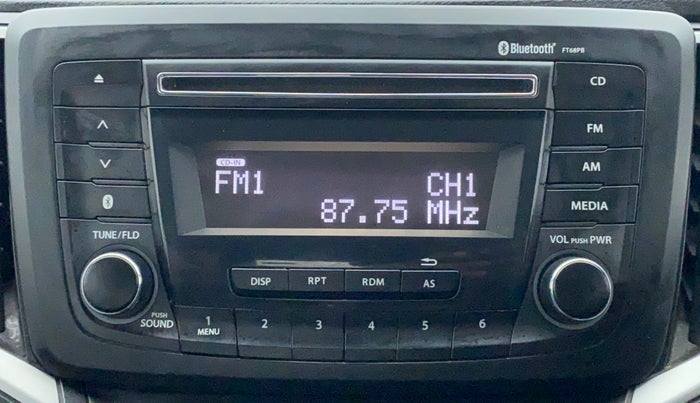 Bluetooth® FT68PB
CD
FM
AM
MEDIA
CD-IN
FM1 CH1
87.75 MHz
TUNE/FLD
PUSH
SOUND
VOL PUSH PWR
DISP RPT RDM AS
1 2 3 4 5 6
MENU